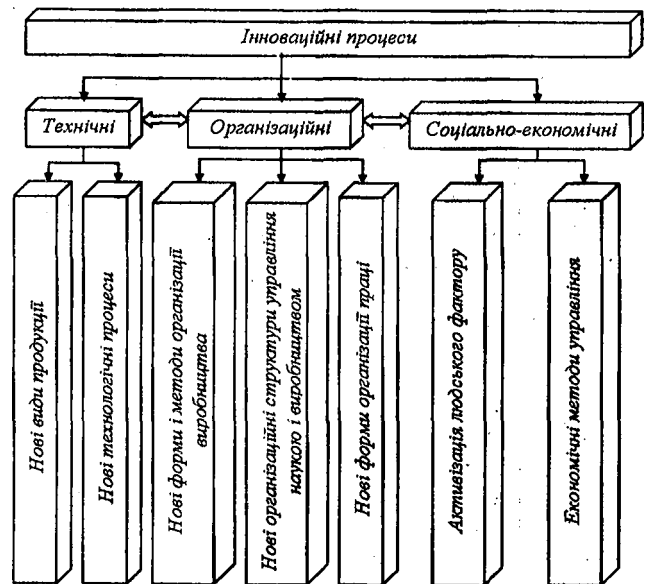 Інноваційні процеси
Технічні
Організаційні
Соціально-економічні
Нові види продукції
Нові технологічні процеси
Нові форми і методи організації
виробництва
Нові організаційні структури управління
наукою і виробництвом
Нові форми організації праці
Активізація людського фактору
Економічні методи управління